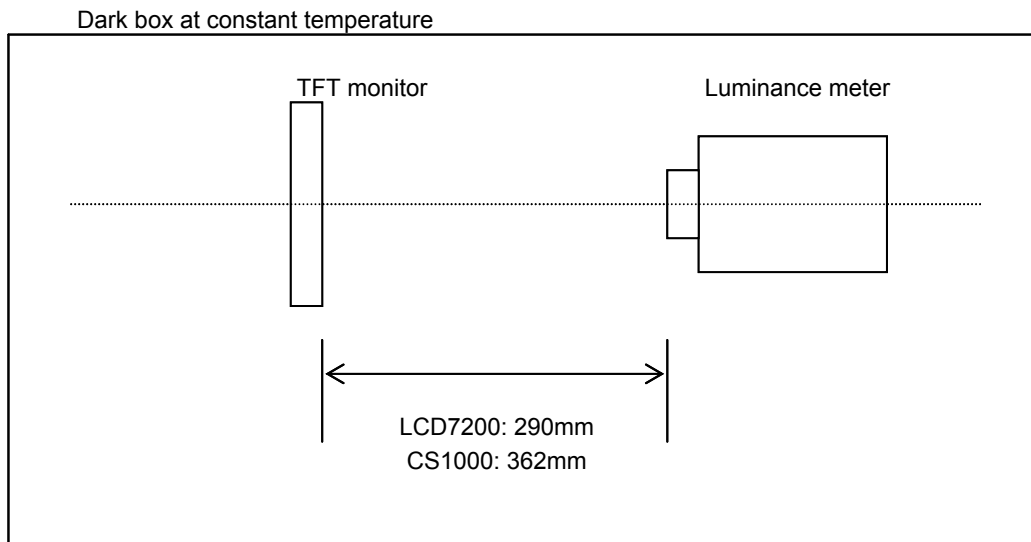 Dark box at constant temperature
TFT monitor
Luminance meter
LCD7200: 290mm
CS1000: 362mm